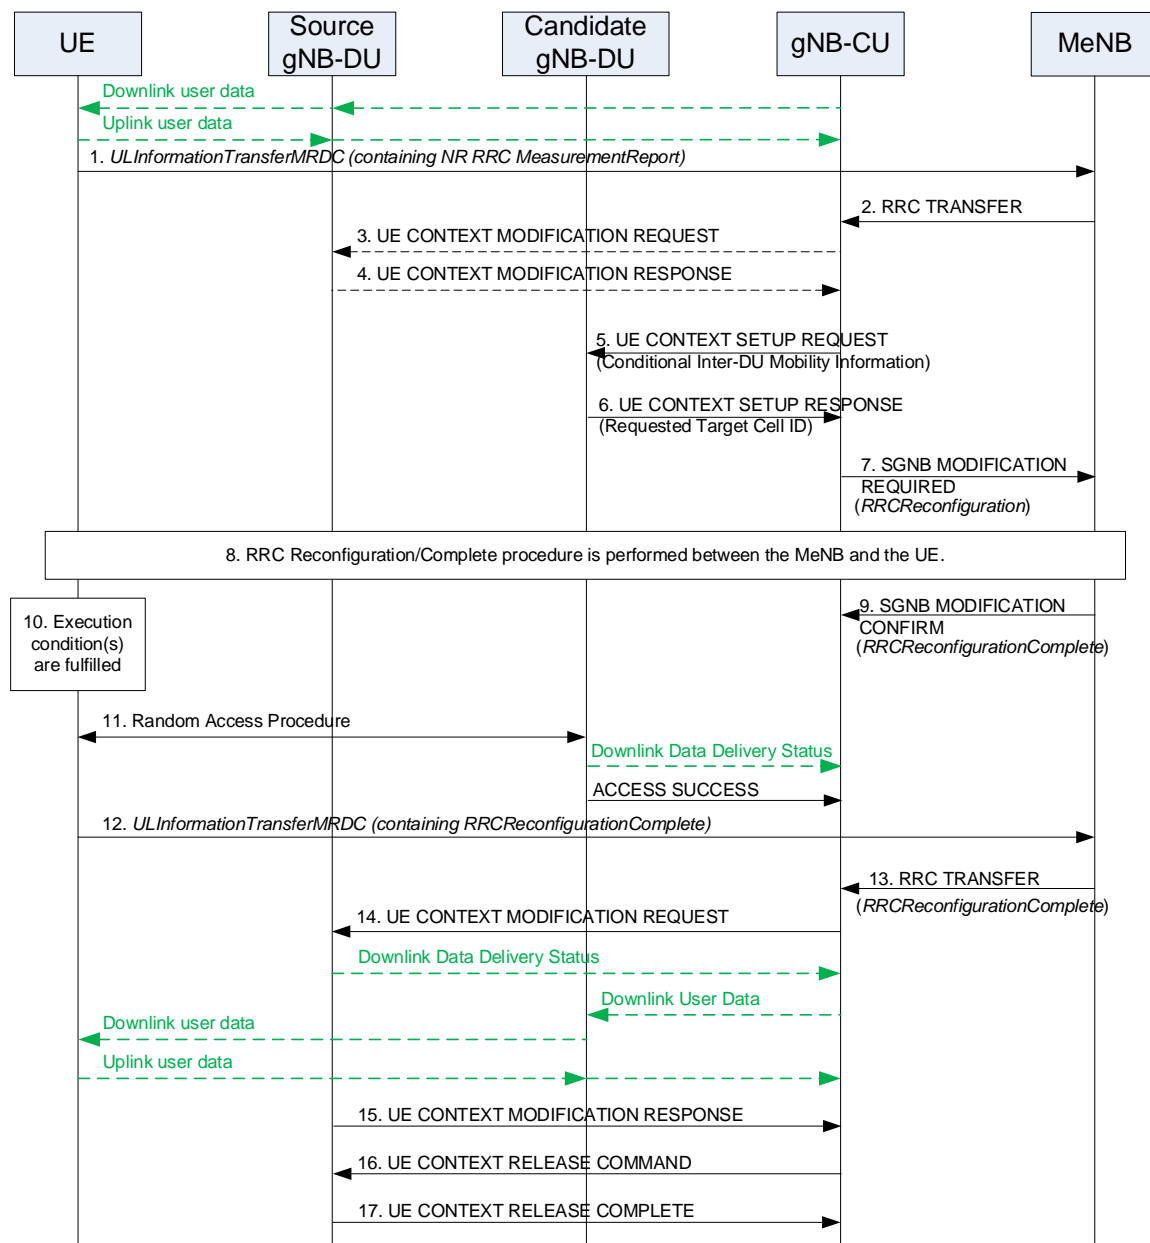 UE
Source
gNB-DU
Candidate
gNB-DU
gNB-CU
MeNB
Downlink user data
Uplink user data
1. ULInformationTransferMRDC (containing NR RRC MeasurementReport)
2. RRC TRANSFER
3. UE CONTEXT MODIFICATION REQUEST
4. UE CONTEXT MODIFICATION RESPONSE
5. UE CONTEXT SETUP REQUEST
(Conditional Inter-DU Mobility Information)
6. UE CONTEXT SETUP RESPONSE
(Requested Target Cell ID)
7. SGNB MODIFICATION
REQUIRED
(RRCReconfiguration)
8. RRC Reconfiguration/Complete procedure is performed between the MeNB and the UE.
9. SGNB MODIFICATION
CONFIRM
(RRCReconfigurationComplete)
10. Execution
condition(s)
are fulfilled
11. Random Access Procedure
Downlink Data Delivery Status
ACCESS SUCCESS
12. ULInformationTransferMRDC (containing RRCReconfigurationComplete)
13. RRC TRANSFER
(RRCReconfigurationComplete)
14. UE CONTEXT MODIFICATION REQUEST
Downlink Data Delivery Status
Downlink User Data
Downlink user data
Uplink user data
15. UE CONTEXT MODIFICATION RESPONSE
16. UE CONTEXT RELEASE COMMAND
17. UE CONTEXT RELEASE COMPLETE